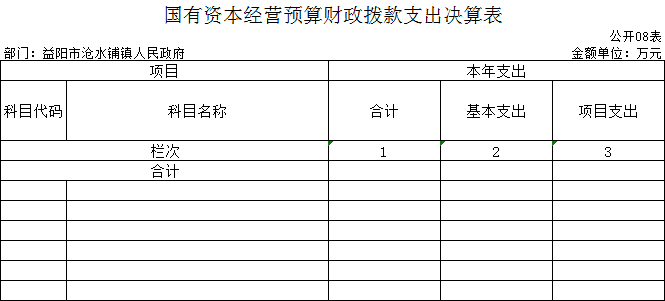 国有资本经营预算财政拨款支出决算表
公开08表
部门：益阳市沧水铺镇人民政府 金额单位：万元
项目 本年支出
科目代码 科目名称 合计 基本支出 项目支出
栏次 1 2 3
合计